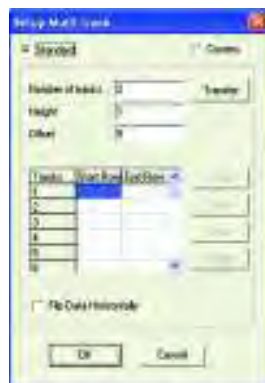 Setup Multi Track
Standard
Custom
Number of tracks
Transfer
Height
Offset
Tracks Start Row End Row
1
2
3
4
5
6
Flip Data Horizontally
OK Cancel